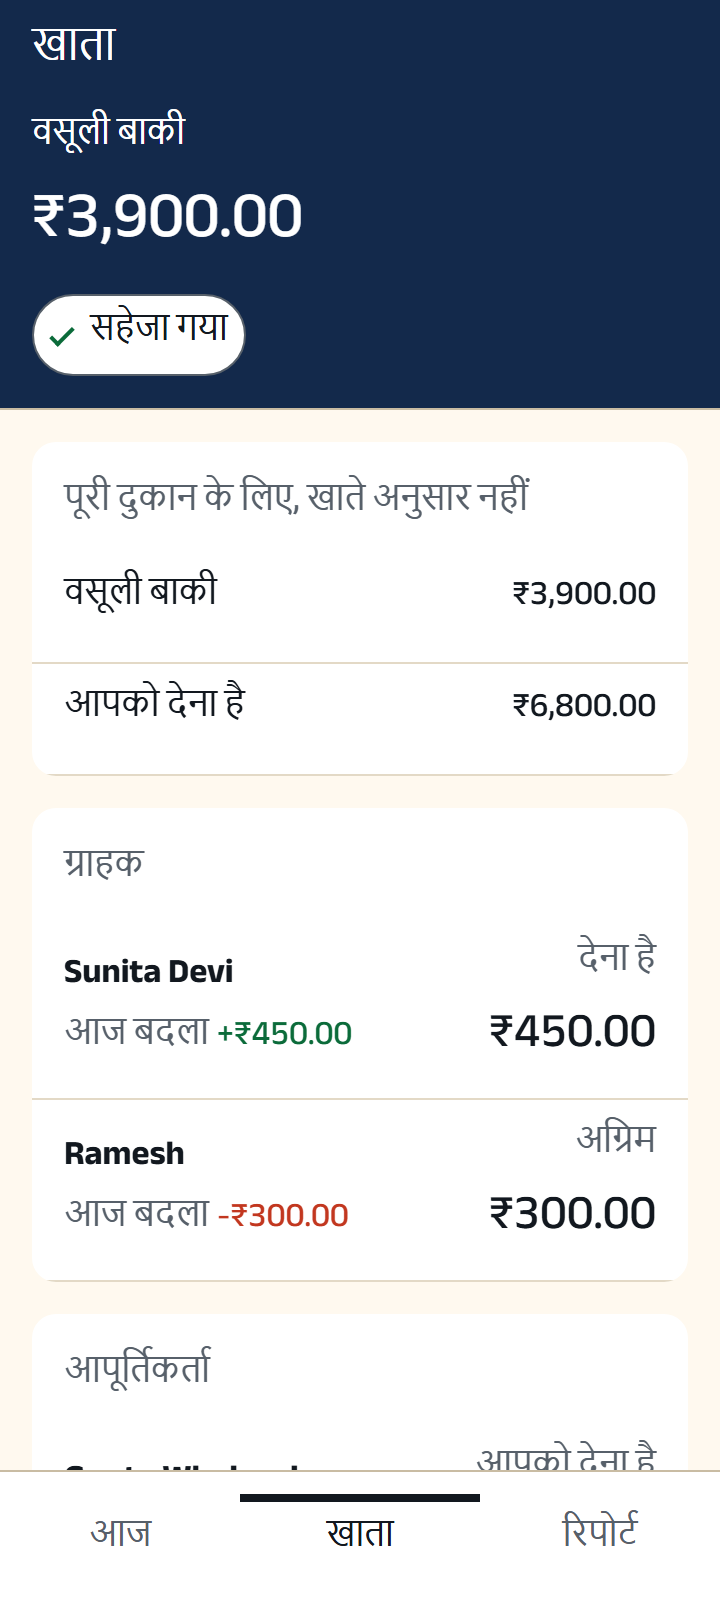 खाता
वसूली बाकी
₹3,900.00
सहेजा गया
पूरी दुकान के लिए, खाते अनुसार नहीं
वसूली बाकी ₹3,900.00
आपको देना है ₹6,800.00
ग्राहक
Sunita Devi देना है
आज बदला +₹450.00 ₹450.00
Ramesh अग्रिम
आज बदला -₹300.00 ₹300.00
आपूर्तिकर्ता
आपको देना है
आज खाता रिपोर्ट